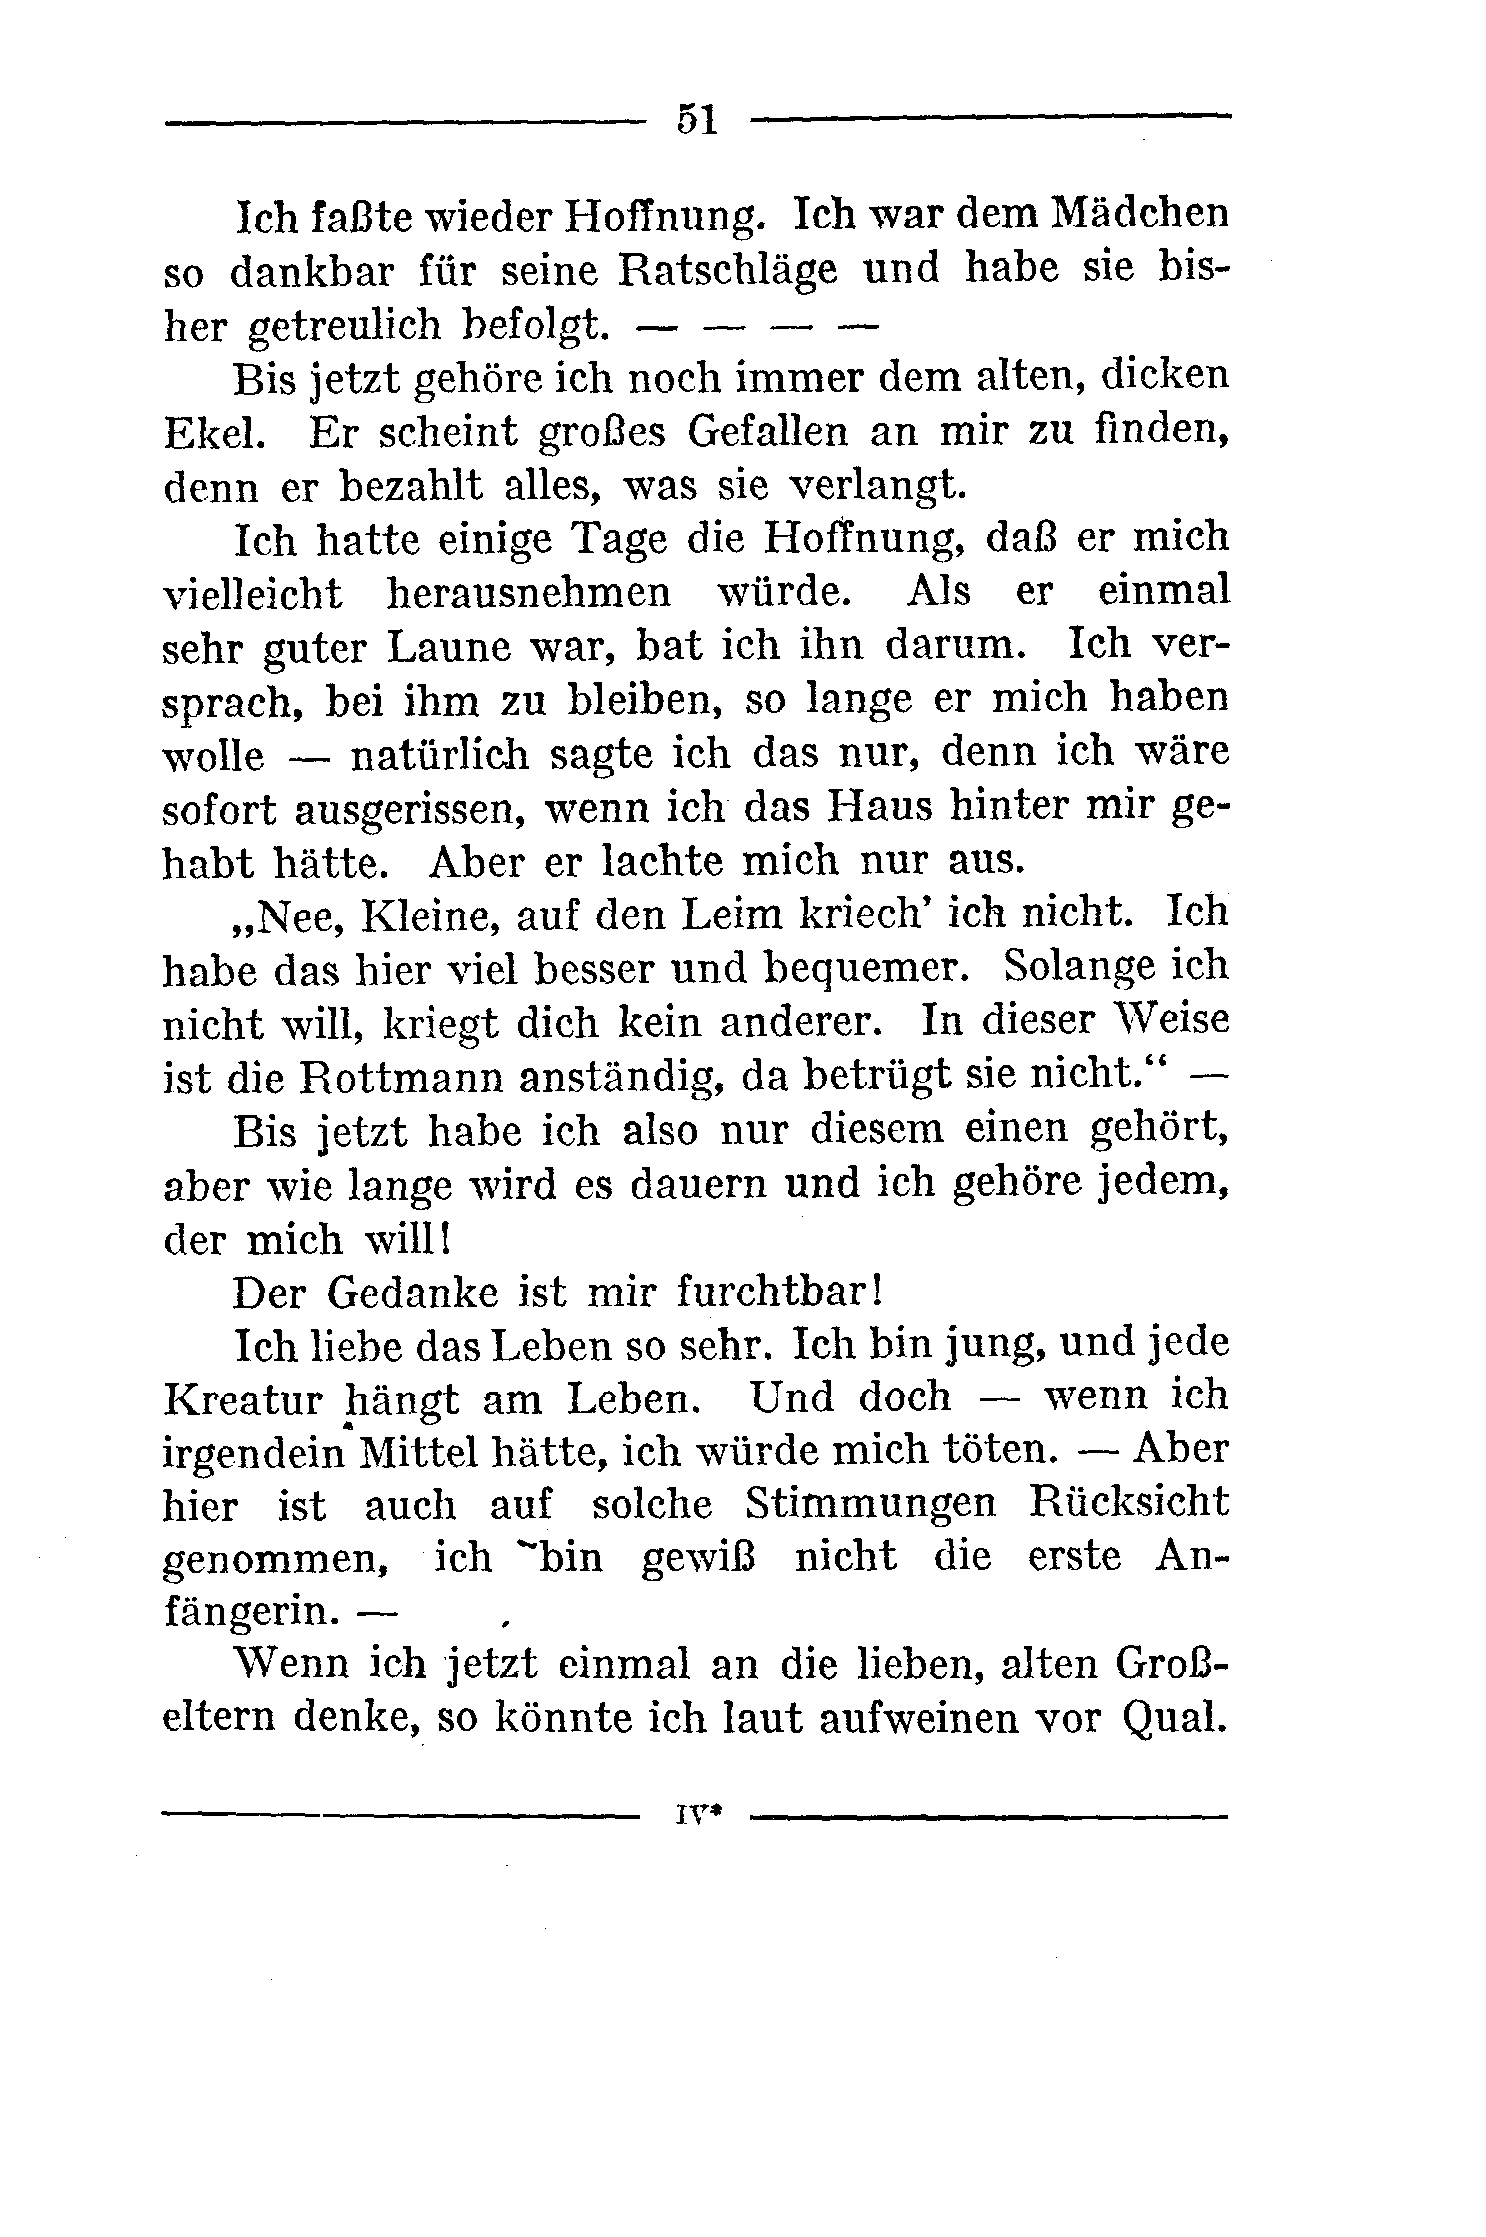 51
Ich faßte wieder Hoffnung. Ich war dem Mädchen
so dankbar für seine Ratschläge und habe sie bis-
her getreulich befolgt. — — — —
Bis jetzt gehöre ich noch immer dem alten, dicken
Ekel. Er scheint großes Gefallen an mir zu finden,
denn er bezahlt alles, was sie verlangt.
Ich hatte einige Tage die Hoffnung, daß er mich
vielleicht herausnehmen würde. Als er einmal
sehr guter Laune war, bat ich ihn darum. Ich ver-
sprach, bei ihm zu bleiben, so lange er mich haben
wolle — natürlich sagte ich das nur, denn ich wäre
sofort ausgerissen, wenn ich das Haus hinter mir ge-
habt hätte. Aber er lachte mich nur aus.
„Nee, Kleine, auf den Leim kriech’ ich nicht. Ich
habe das hier viel besser und bequemer. Solange ich
nicht will, kriegt dich kein anderer. In dieser Weise
ist die Rottmann anständig, da betrügt sie nicht.“ —
Bis jetzt habe ich also nur diesem einen gehört,
aber wie lange wird es dauern und ich gehöre jedem,
der mich will!
Der Gedanke ist mir furchtbar!
Ich liebe das Leben so sehr. Ich bin jung, und jede
Kreatur hängt am Leben. Und doch — wenn ich
irgendein Mittel hätte, ich würde mich töten. — Aber
hier ist auch auf solche Stimmungen Rücksicht
genommen, ich bin gewiß nicht die erste An-
fängerin. —
Wenn ich jetzt einmal an die lieben, alten Groß-
eltern denke, so könnte ich laut aufweinen vor Qual.
IV*